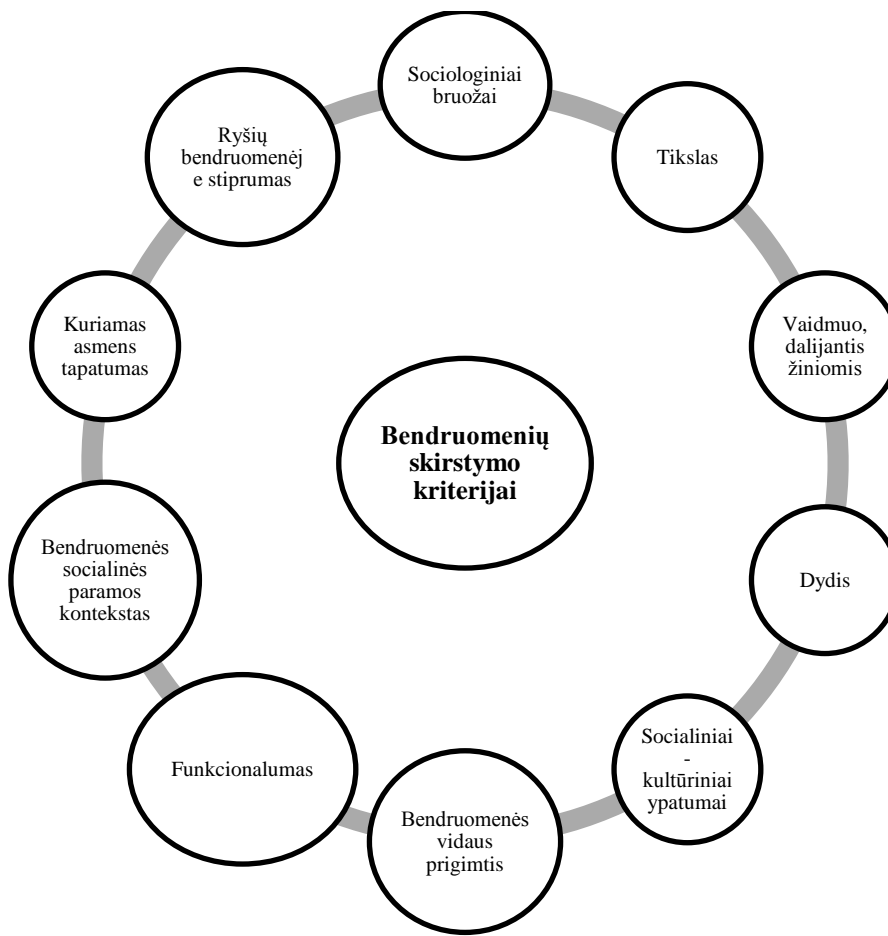 Sociologiniai
bruožai
Tikslas
Vaidmuo,
dalijantis
žiniomis
Dydis
Socialiniai
-
kultūriniai
ypatumai
Bendruomenės
vidaus
prigimtis
Funkcionalumas
Bendruomenės
socialinės
paramos
kontekstas
Kuriamas
asmens
tapatumas
Ryšių
bendruomenėj
e stiprumas
Bendruomenių
skirstymo
kriterijai